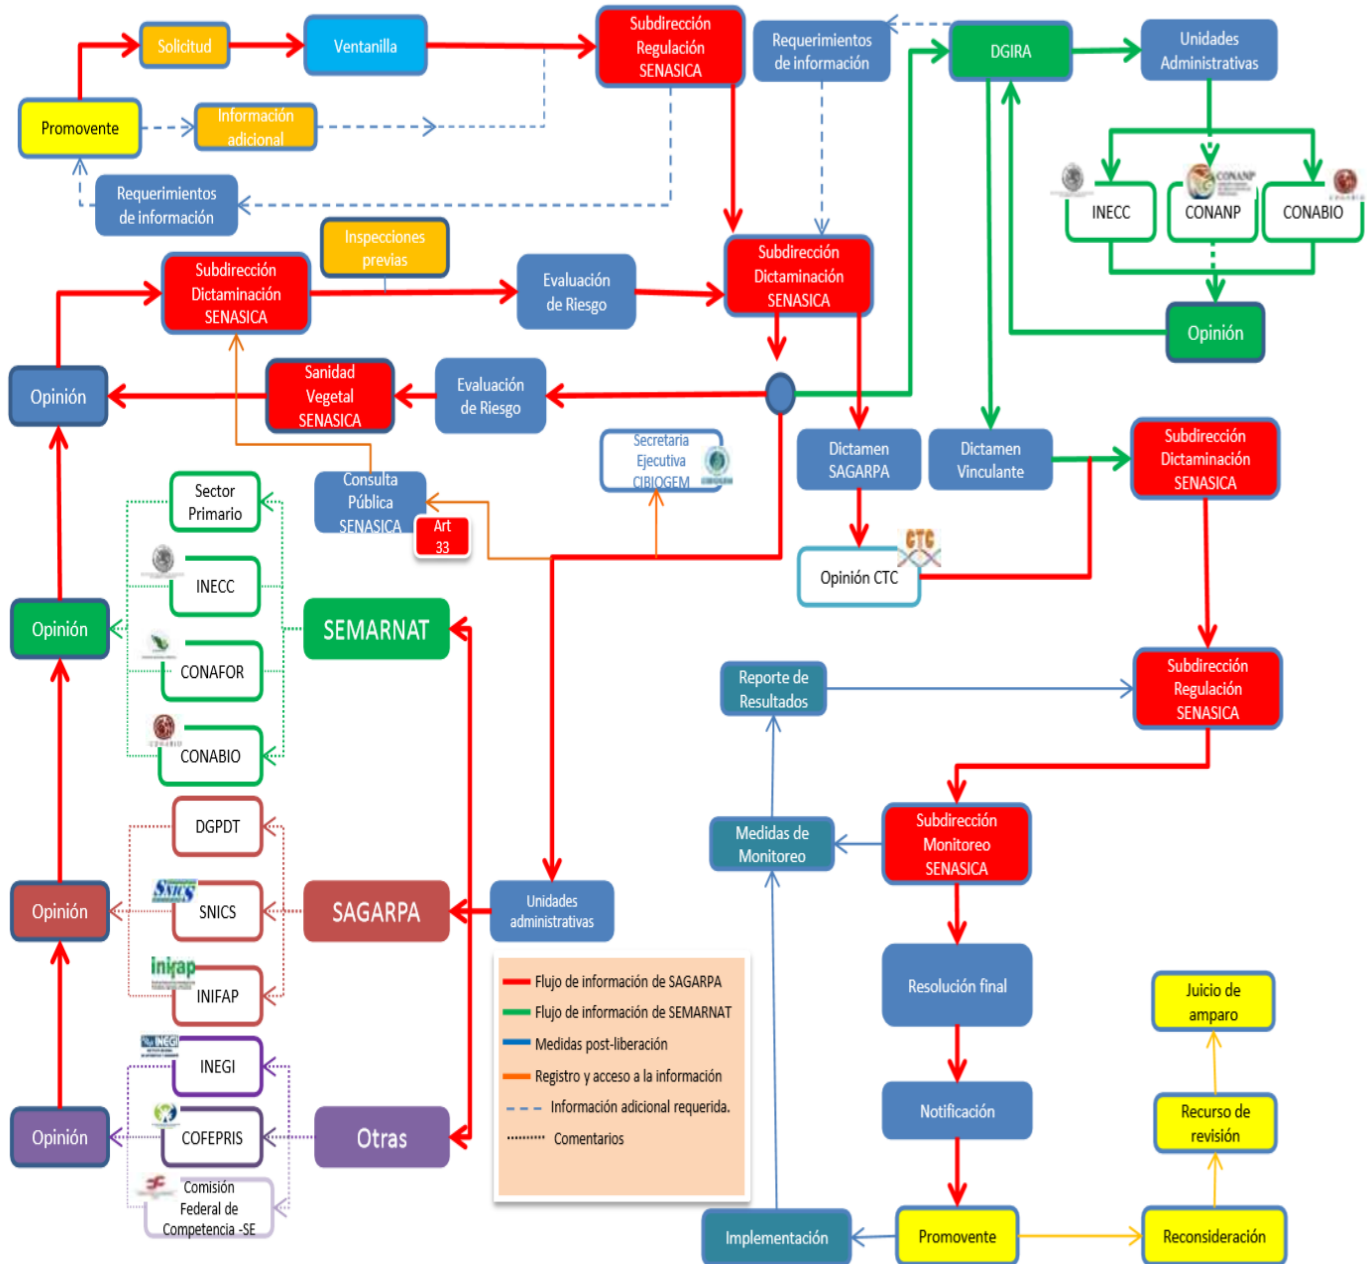 Solicitud
Ventanilla
Subdirección
Regulación
SENASICA
Requerimientos
de información
DGIRA
Unidades
Administrativas
Promovente
Información
adicional
Requerimientos
de información
INECC
CONANP
CONANP
CONABIO
Inspecciones
previas
Subdirección
Dictaminación
SENASICA
Evaluación
de Riesgo
Subdirección
Dictaminación
SENASICA
Opinión
Opinión
Sanidad
Vegetal
SENASICA
Evaluación
de Riesgo
Secretaria
Ejecutiva
CIBIOGEM
CIBIOGEM
Dictamen
SAGARPA
Dictamen
Vinculante
Subdirección
Dictaminación
SENASICA
Consulta
Pública
SENASICA
Art
33
Sector
Primario
CTC
Opinión CTC
INECC
Opinión
SEMARNAT
CONAFOR
Reporte de
Resultados
Subdirección
Regulación
SENASICA
CONABIO
DGPDT
Medidas de
Monitoreo
Subdirección
Monitoreo
SENASICA
SNICS
Opinión
SNICS
SAGARPA
Unidades
administrativas
inifap
INIFAP
Flujo de información de SAGARPA
Flujo de información de SEMARNAT
Medidas post-liberación
Registro y acceso a la información
Información adicional requerida.
Comentarios
Resolución final
Juicio de
amparo
INEGI
INEGI
Opinión
COFEPRIS
Otras
Notificación
Recurso de
revisión
Comisión
Federal de
Competencia -SE
Implementación
Promovente
Reconsideración